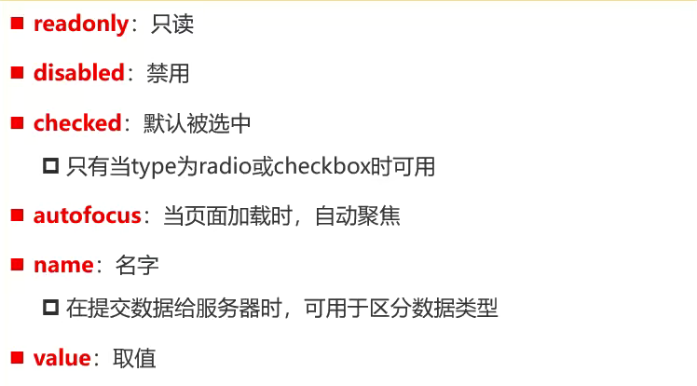 readonly：只读
disabled：禁用
checked：默认被选中
只有当type为radio或checkbox时可用
autofocus：当页面加载时，自动聚焦
name：名字
在提交数据给服务器时，可用于区分数据类型
value：取值